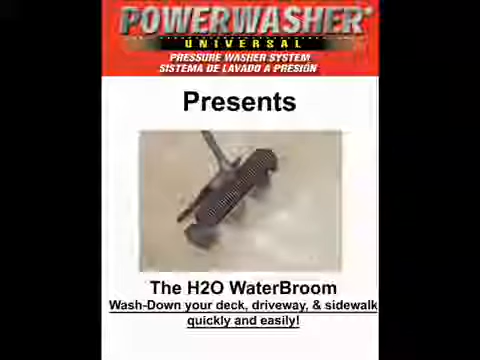 POWERWASHER®
UNIVERSAL
PRESSURE WASHER SYSTEM
SISTEMA DE LAVADO A PRESIÓN
Presents
The H2O WaterBroom
Wash-Down your deck, driveway, & sidewalk
quickly and easily!